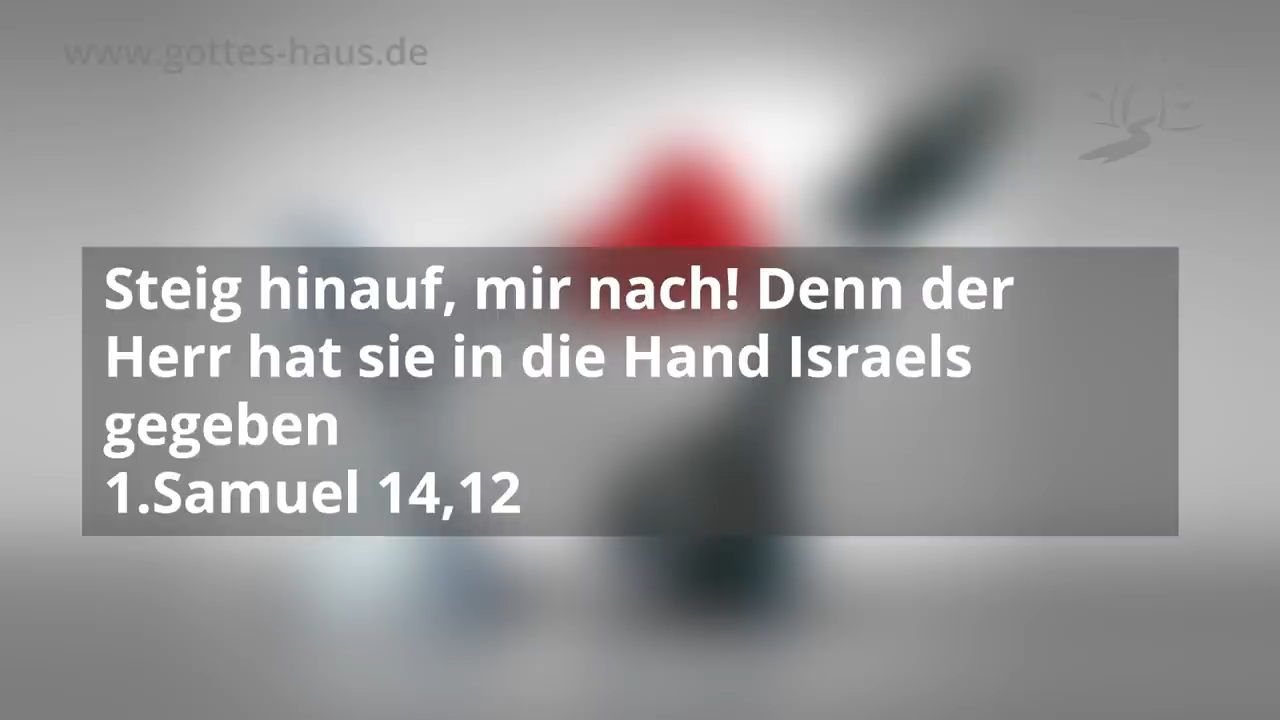 www.gottes-haus.de
Steig hinauf, mir nach! Denn der
Herr hat sie in die Hand Israels
gegeben
1.Samuel 14,12